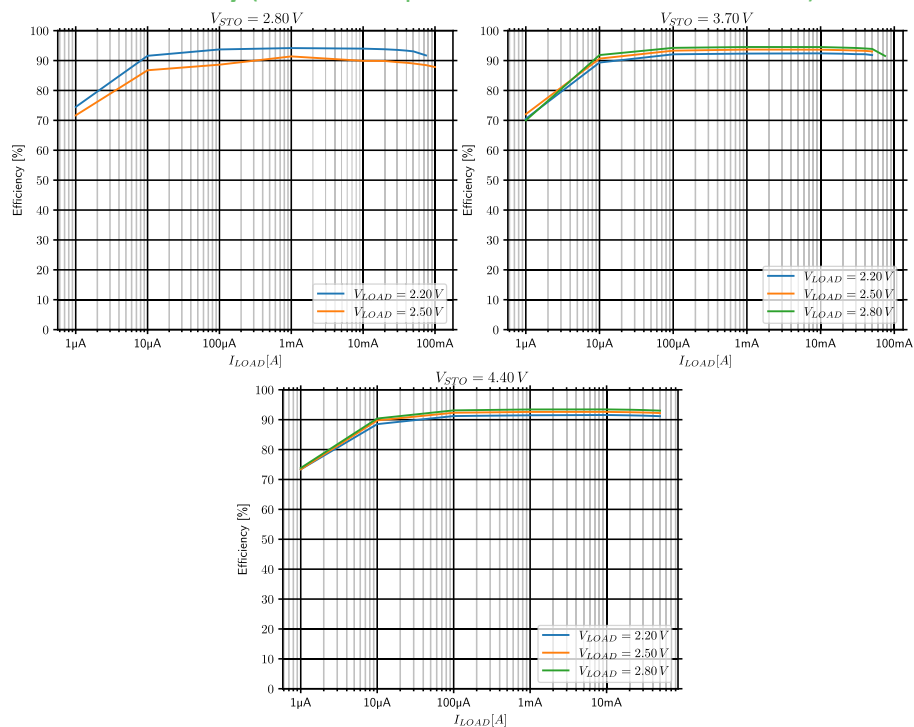 V_STO = 2.80 V
Efficiency [%]
100
90
80
70
60
50
40
30
20
10
0
1µA
10µA
100µA
1mA
10mA
100mA
I_LOAD[A]
V_LOAD = 2.20 V
V_LOAD = 2.50 V
V_STO = 3.70 V
Efficiency [%]
100
90
80
70
60
50
40
30
20
10
0
1µA
10µA
100µA
1mA
10mA
100mA
I_LOAD[A]
V_LOAD = 2.20 V
V_LOAD = 2.50 V
V_LOAD = 2.80 V
V_STO = 4.40 V
Efficiency [%]
100
90
80
70
60
50
40
30
20
10
0
1µA
10µA
100µA
1mA
10mA
I_LOAD[A]
V_LOAD = 2.20 V
V_LOAD = 2.50 V
V_LOAD = 2.80 V